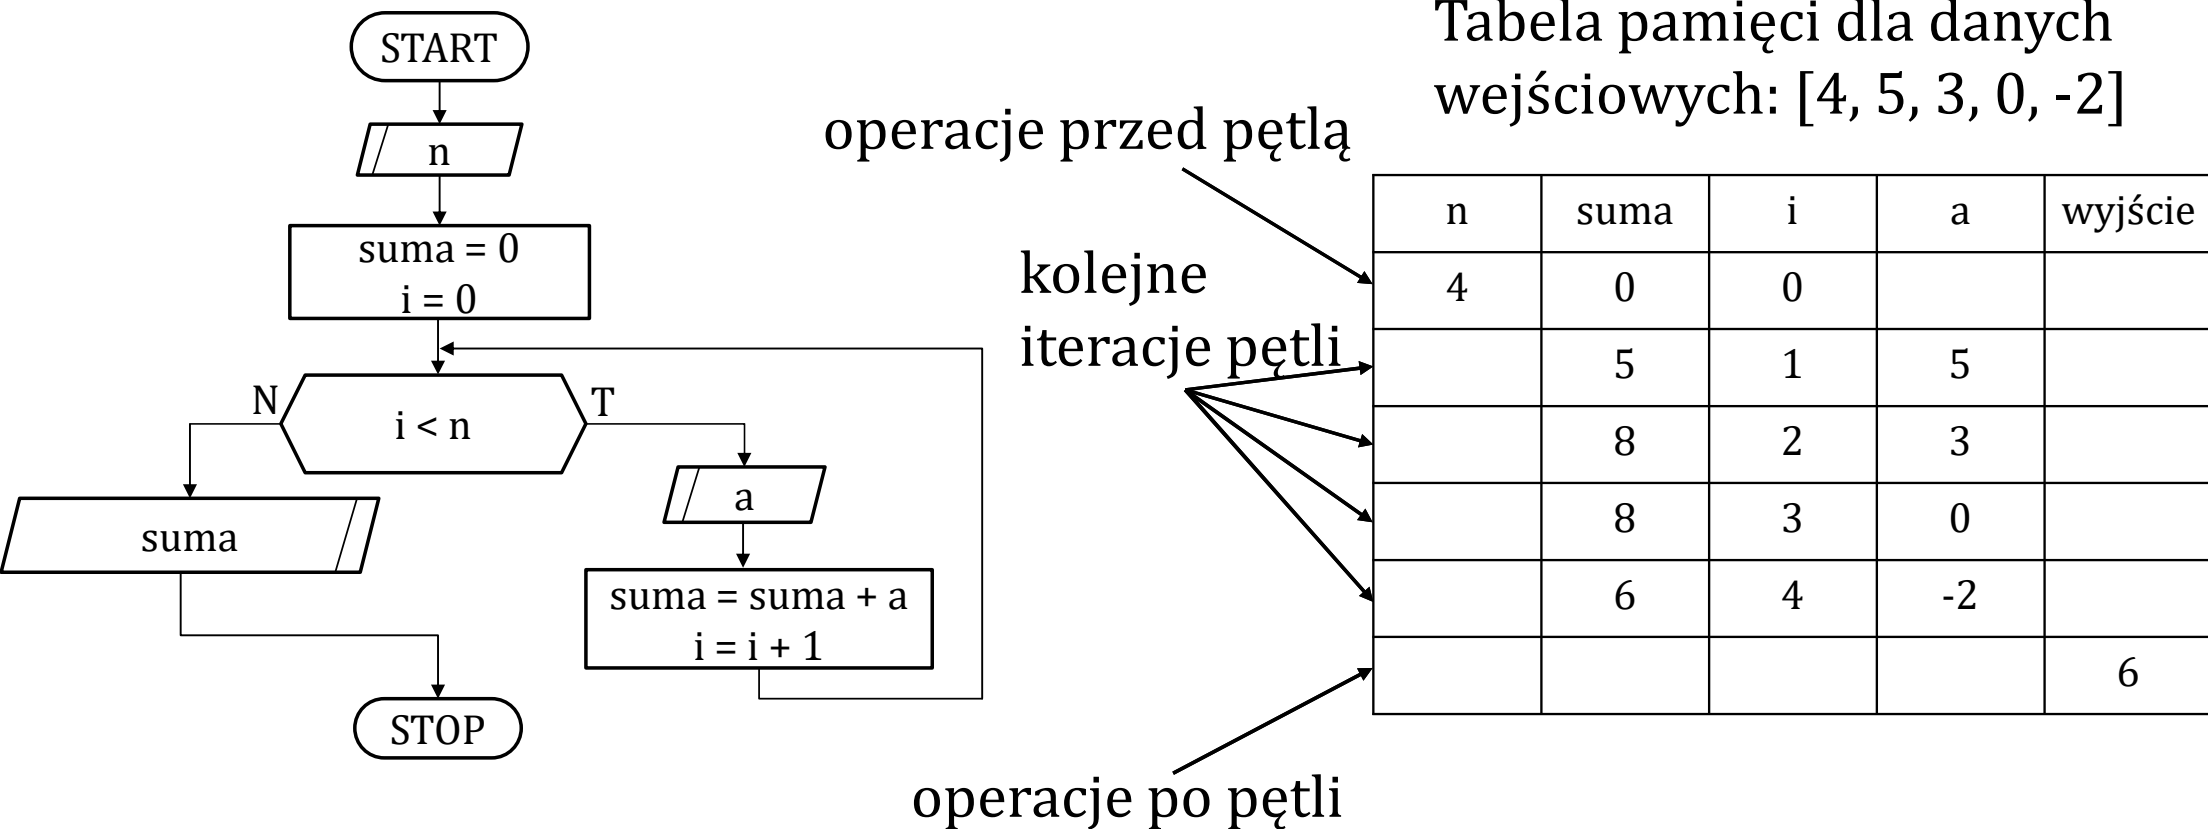 START
n
suma = 0
i = 0
N
T
i < n
a
suma
suma = suma + a
i = i + 1
STOP
operacje przed pętlą
kolejne
iteracje pętli
operacje po pętli
Tabela pamięci dla danych
wejściowych: [4, 5, 3, 0, -2]
n suma i a wyjście
4 0 0
5 1 5
8 2 3
8 3 0
6 4 -2
6